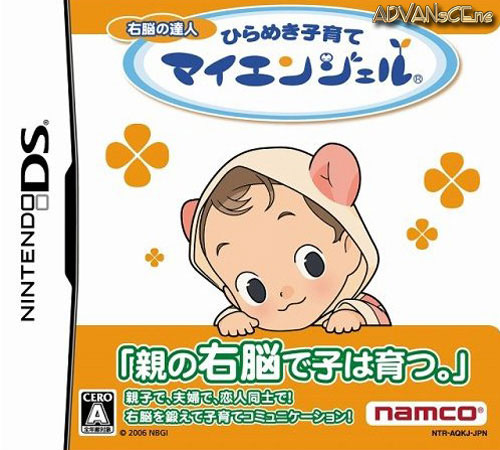 ADVANsCEne
右脳の達人
ひらめき子育て
マイエンジェル®
NINTENDO DS
「親の右脳で子は育つ。」
親子で、夫婦で、恋人同士で!
右脳を鍛えて子育てコミュニケーション!
CERO
A
全年齢対象
namco®
© 2006 NBGI
NTR-AQKJ-JPN